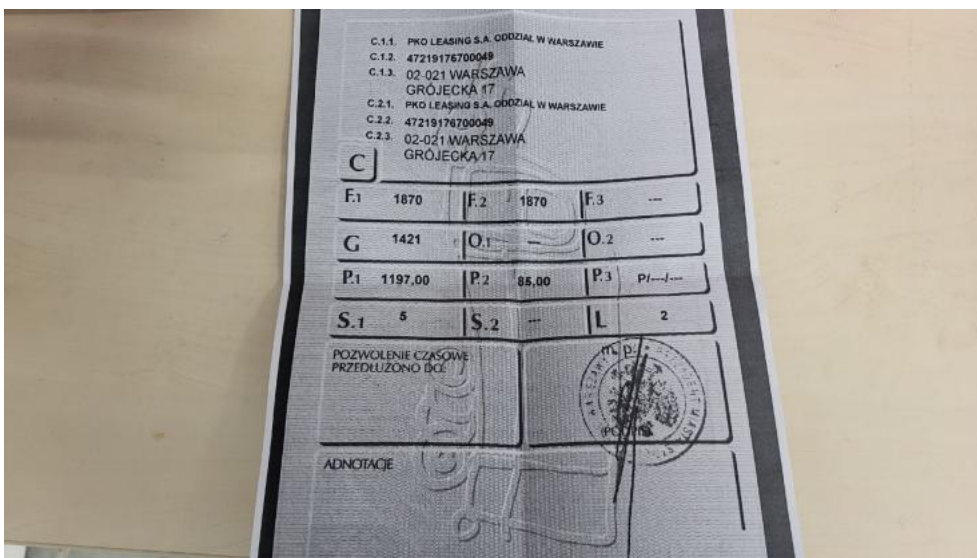 C.1.1. PKO LEASING S.A. ODDZIAŁ W WARSZAWIE
C.1.2. 47219176700049
C.1.3. 02-021 WARSZAWA
GRÓJECKA 17
C.2.1. PKO LEASING S.A. ODDZIAŁ W WARSZAWIE
C.2.2. 47219176700049
C.2.3. 02-021 WARSZAWA
GRÓJECKA 17
C
F.1 1870 F.2 1870 F.3 ---
G 1421 O.1 --- O.2 ---
P.1 1197,00 P.2 85,00 P.3 P/---/---
S.1 5 S.2 --- L 2
POZWOLENIE CZASOWE
PRZEDŁUŻONO DO:
m. p.
(PODPIS)
ADNOTACJE